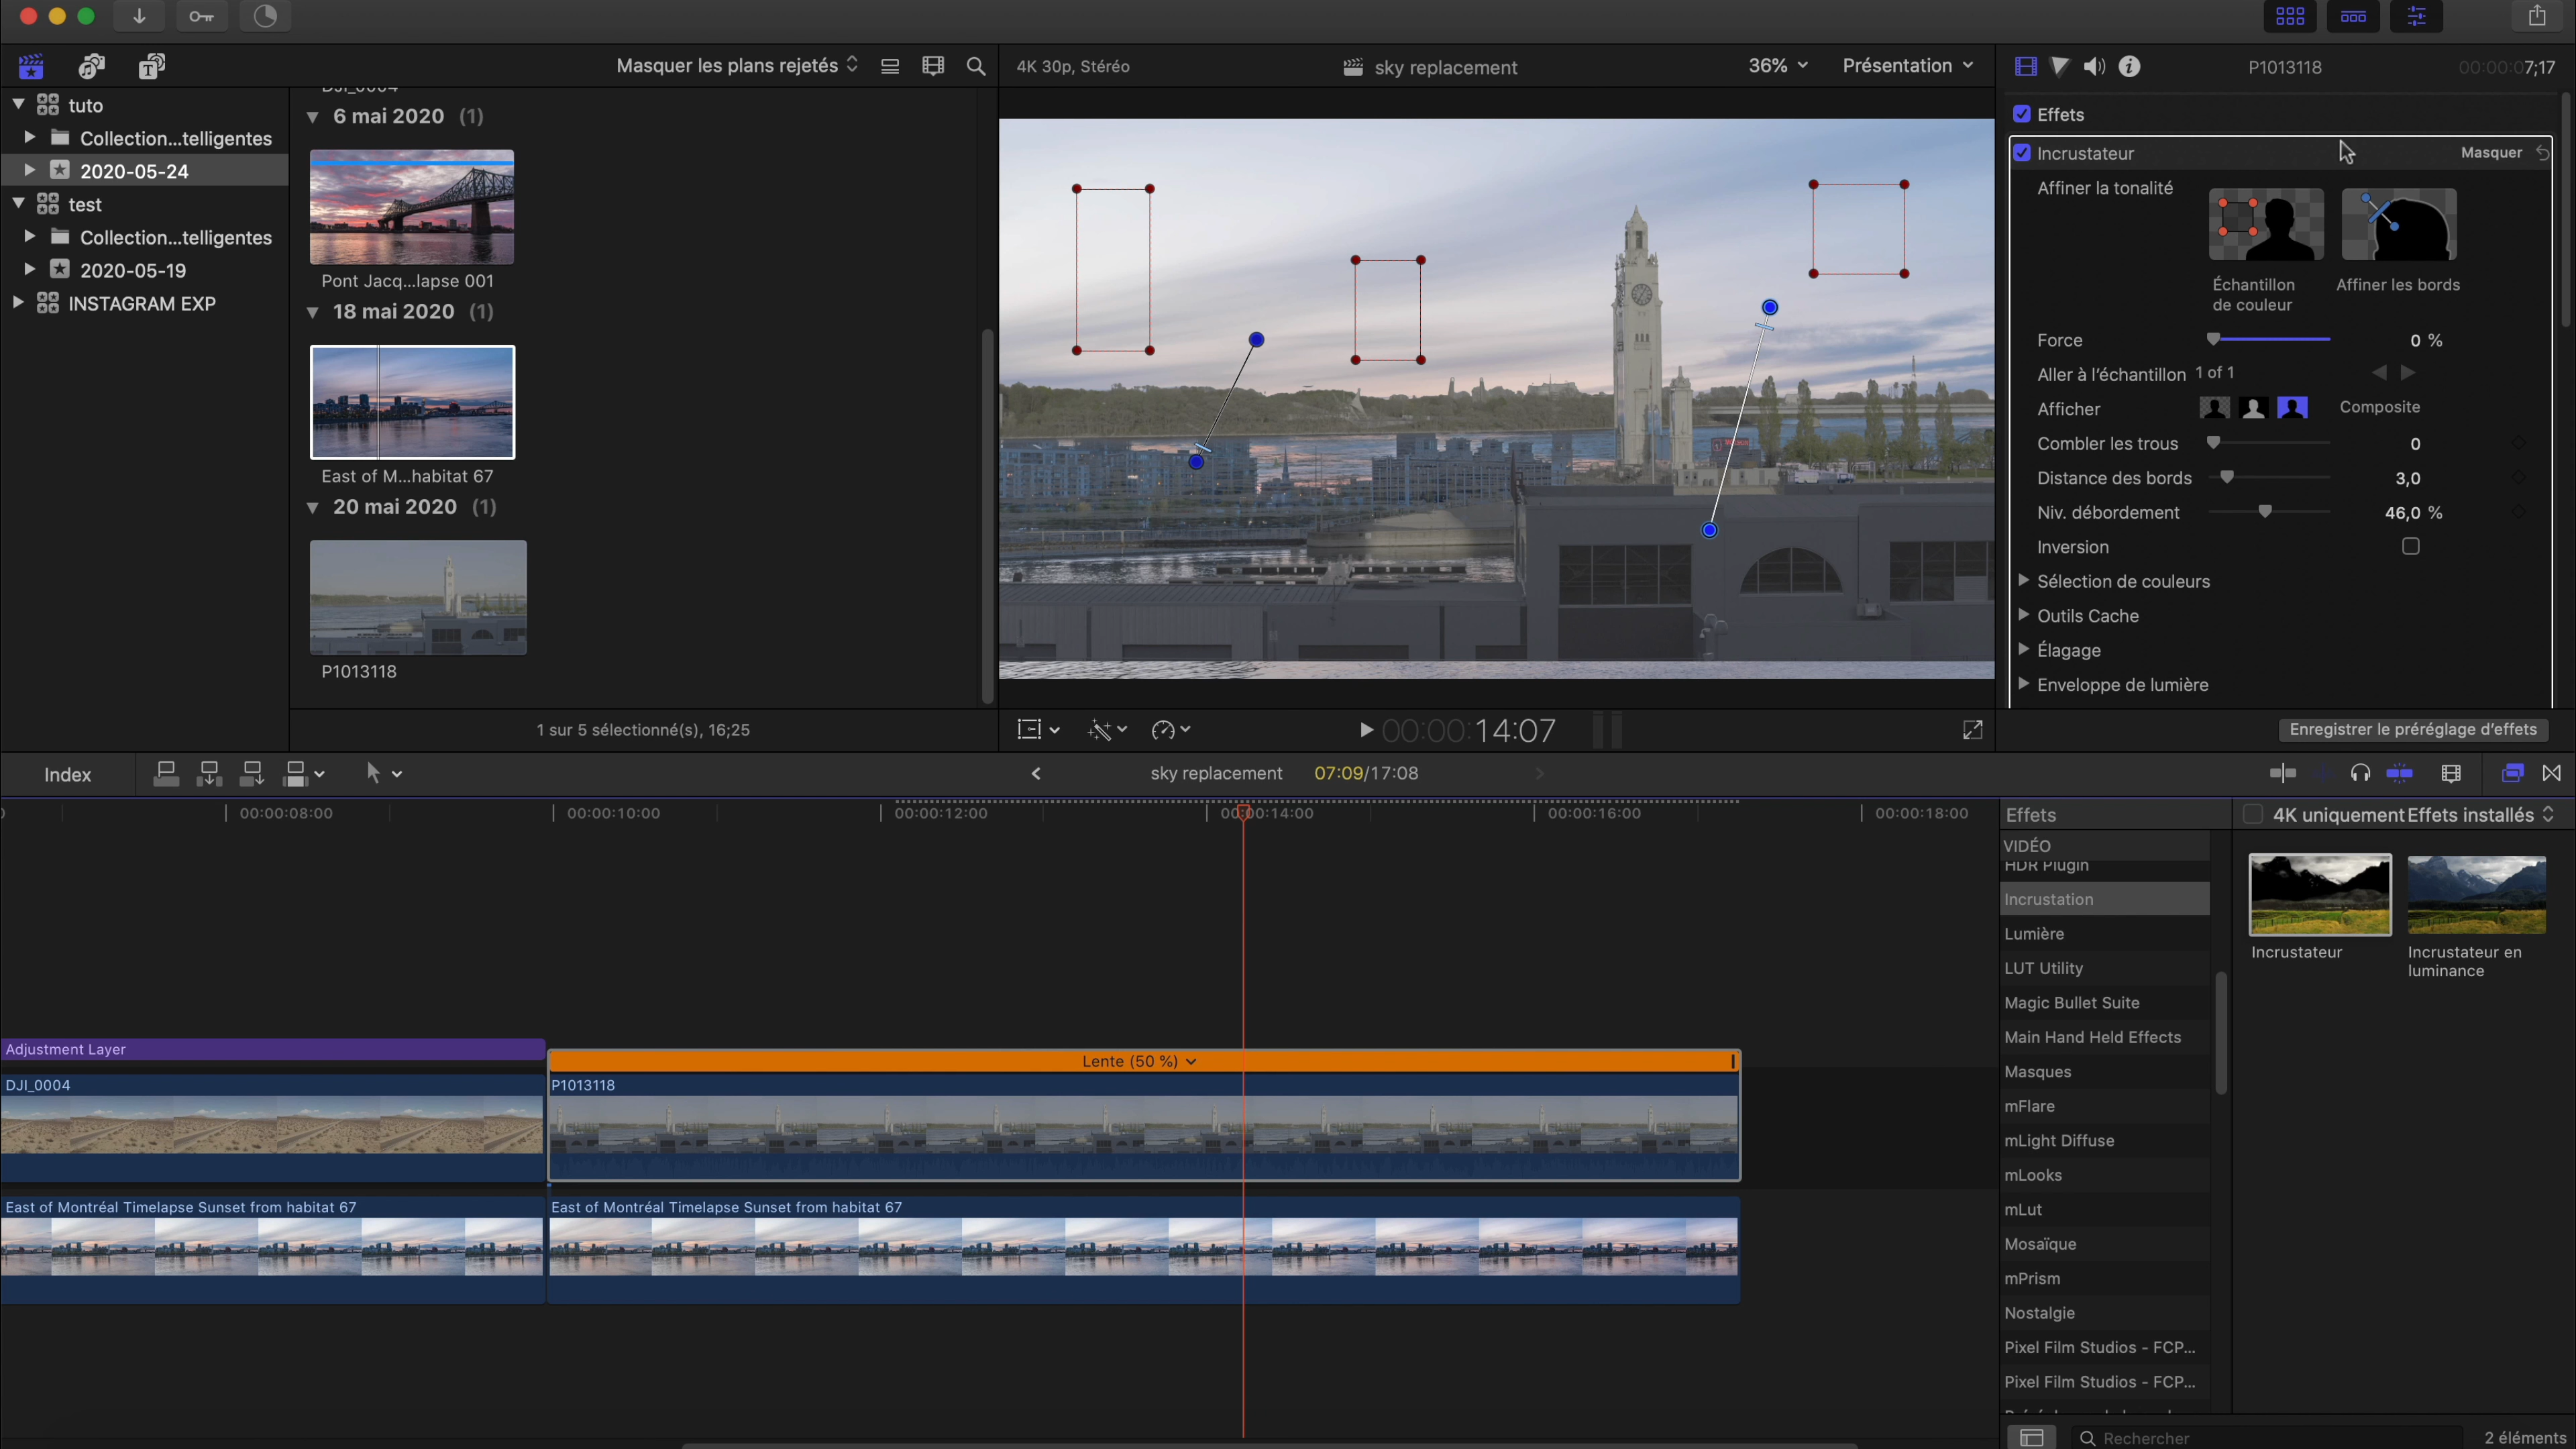 Masquer les plans rejetés
4K 30p, Stéréo
sky replacement
36%
Présentation
P1013118
00:00:07;17
tuto
Collection...telligentes
2020-05-24
test
Collection...telligentes
2020-05-19
INSTAGRAM EXP
DJI_0004
6 mai 2020 (1)
Pont Jacq...lapse 001
18 mai 2020 (1)
East of M...habitat 67
20 mai 2020 (1)
P1013118
1 sur 5 sélectionné(s), 16;25
00:00:14:07
Effets
Incrustateur
Masquer
Affiner la tonalité
Échantillon
de couleur
Affiner les bords
Force
0 %
Aller à l'échantillon
1 of 1
Afficher
Composite
Combler les trous
0
Distance des bords
3,0
Niv. débordement
46,0 %
Inversion
Sélection de couleurs
Outils Cache
Élagage
Enveloppe de lumière
Enregistrer le préréglage d'effets
Index
sky replacement
07:09/17:08
00:00:08:00
00:00:10:00
00:00:12:00
00:00:14:00
00:00:16:00
00:00:18:00
Adjustment Layer
Lente (50 %)
DJI_0004
P1013118
East of Montréal Timelapse Sunset from habitat 67
East of Montréal Timelapse Sunset from habitat 67
Effets
4K uniquement
Effets installés
VIDÉO
HDR Plugin
Incrustation
Lumière
LUT Utility
Magic Bullet Suite
Main Hand Held Effects
Masques
mFlare
mLight Diffuse
mLooks
mLut
Mosaïque
mPrism
Nostalgie
Pixel Film Studios - FCP...
Pixel Film Studios - FCP...
Incrustateur
Incrustateur en
luminance
Rechercher
2 éléments